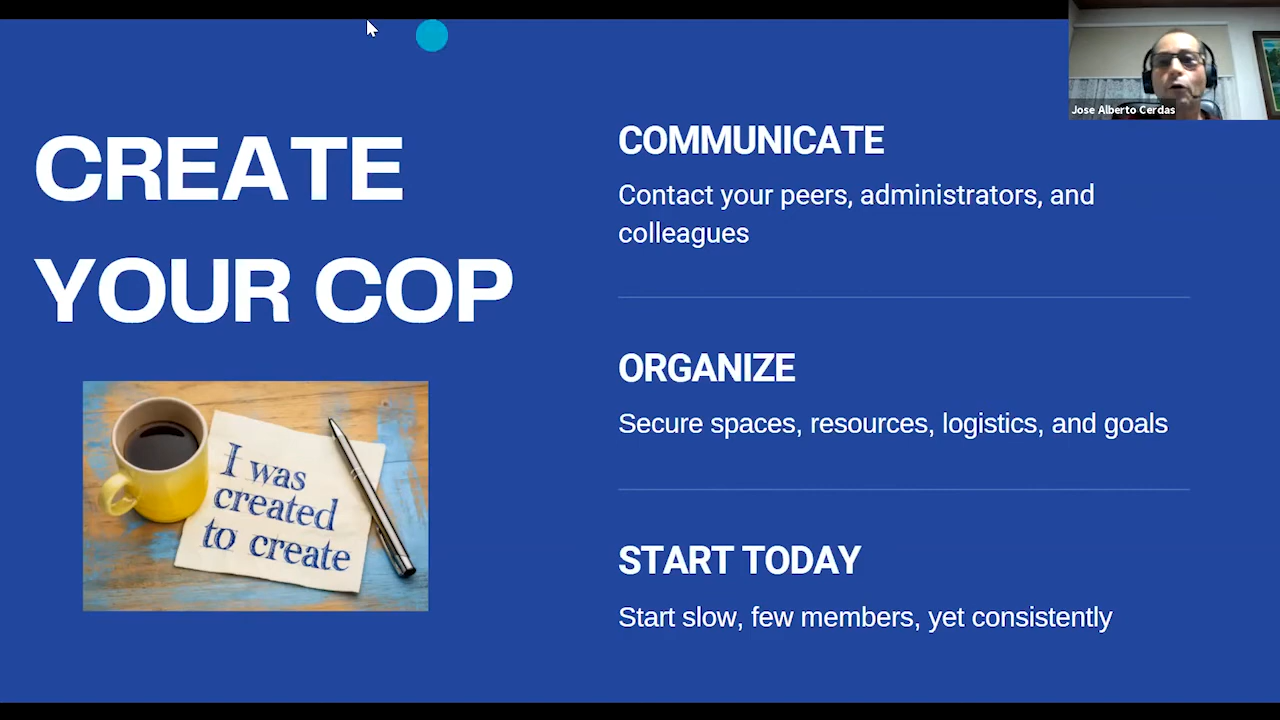 CREATE
YOUR COP
I was
created
to create
COMMUNICATE
Contact your peers, administrators, and
colleagues
ORGANIZE
Secure spaces, resources, logistics, and goals
START TODAY
Start slow, few members, yet consistently
Jose Alberto Cerdas